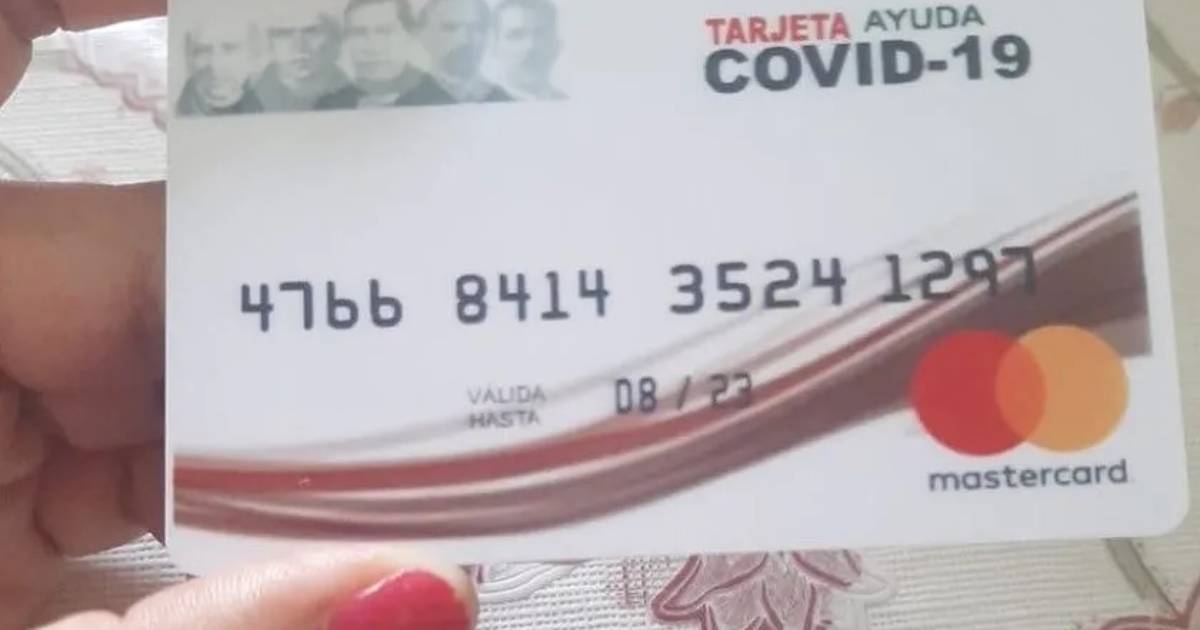 TARJETA AYUDA
COVID-19
4766 8414 3524 1297
VÁLIDA HASTA 08 / 23
mastercard